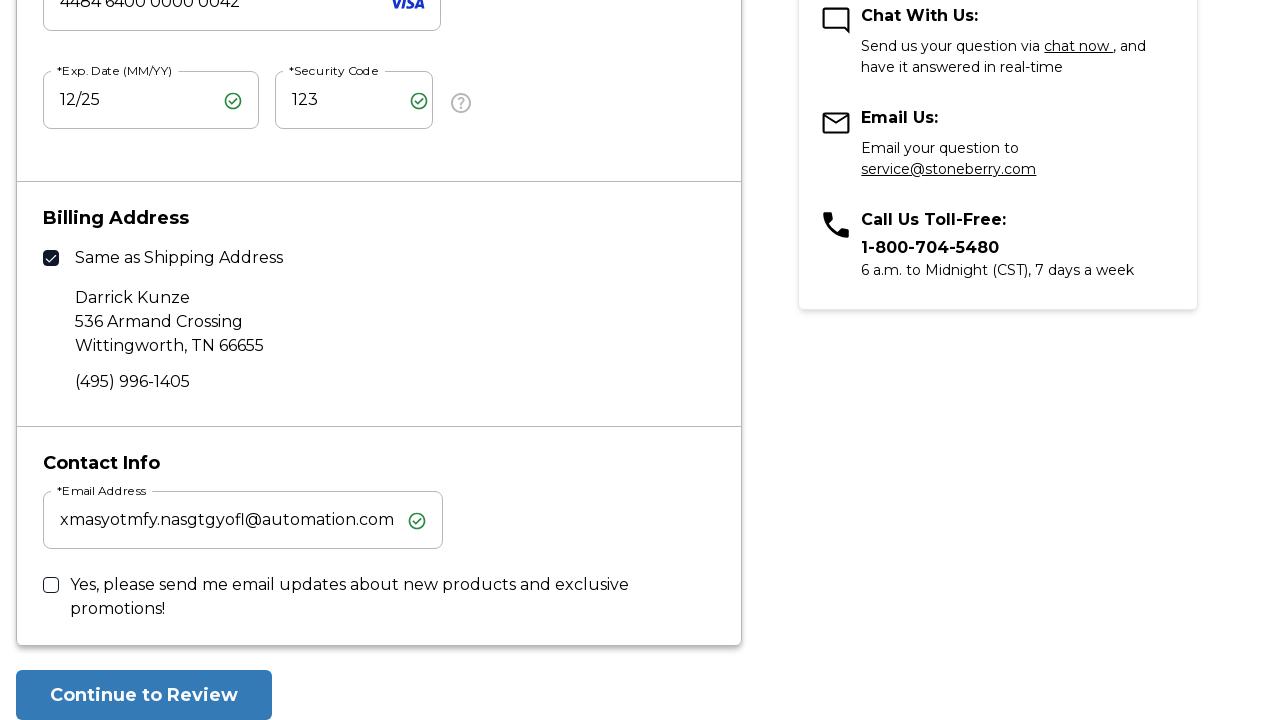 4484 6400 0000 0042
VISA
*Exp. Date (MM/YY)
12/25
*Security Code
123
Billing Address
Same as Shipping Address
Darrick Kunze
536 Armand Crossing
Wittingworth, TN 66655
(495) 996-1405
Contact Info
*Email Address
xmasyotmfy.nasgtgyofl@automation.com
Yes, please send me email updates about new products and exclusive
promotions!
Continue to Review
Chat With Us:
Send us your question via chat now , and
have it answered in real-time
Email Us:
Email your question to
service@stoneberry.com
Call Us Toll-Free:
1-800-704-5480
6 a.m. to Midnight (CST), 7 days a week